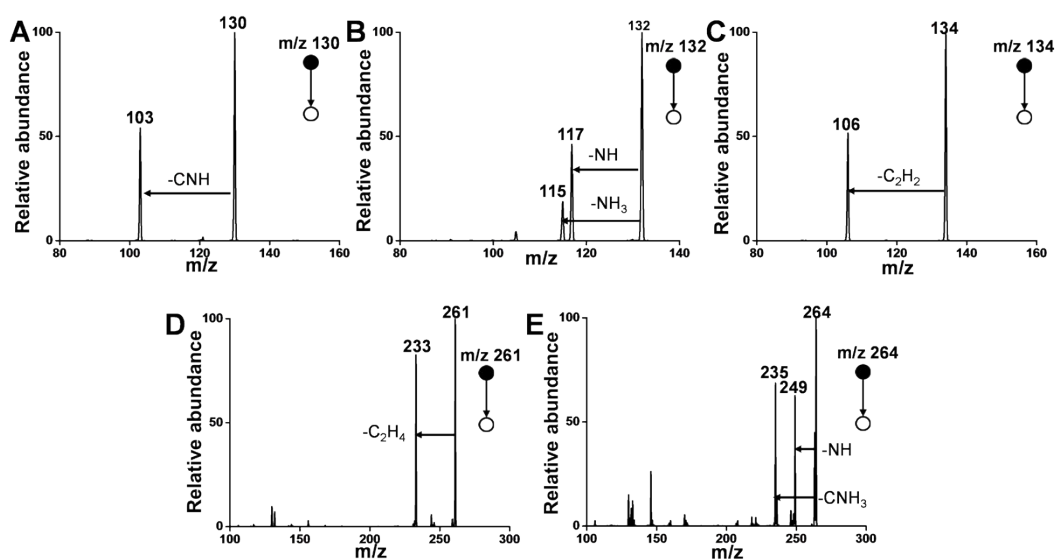 A
Relative abundance
100
50
0
130
103
-CNH
m/z 130
80 100 120 140 160
m/z
B
Relative abundance
100
50
0
132
117
115
-NH
-NH₃
m/z 132
80 100 120 140
m/z
C
Relative abundance
100
50
0
134
106
-C₂H₂
m/z 134
80 100 120 140 160
m/z
D
Relative abundance
100
50
0
261
233
-C₂H₄
m/z 261
100 150 200 250 300
m/z
E
Relative abundance
100
50
0
264
235
249
-NH
-CNH₃
m/z 264
100 150 200 250 300
m/z